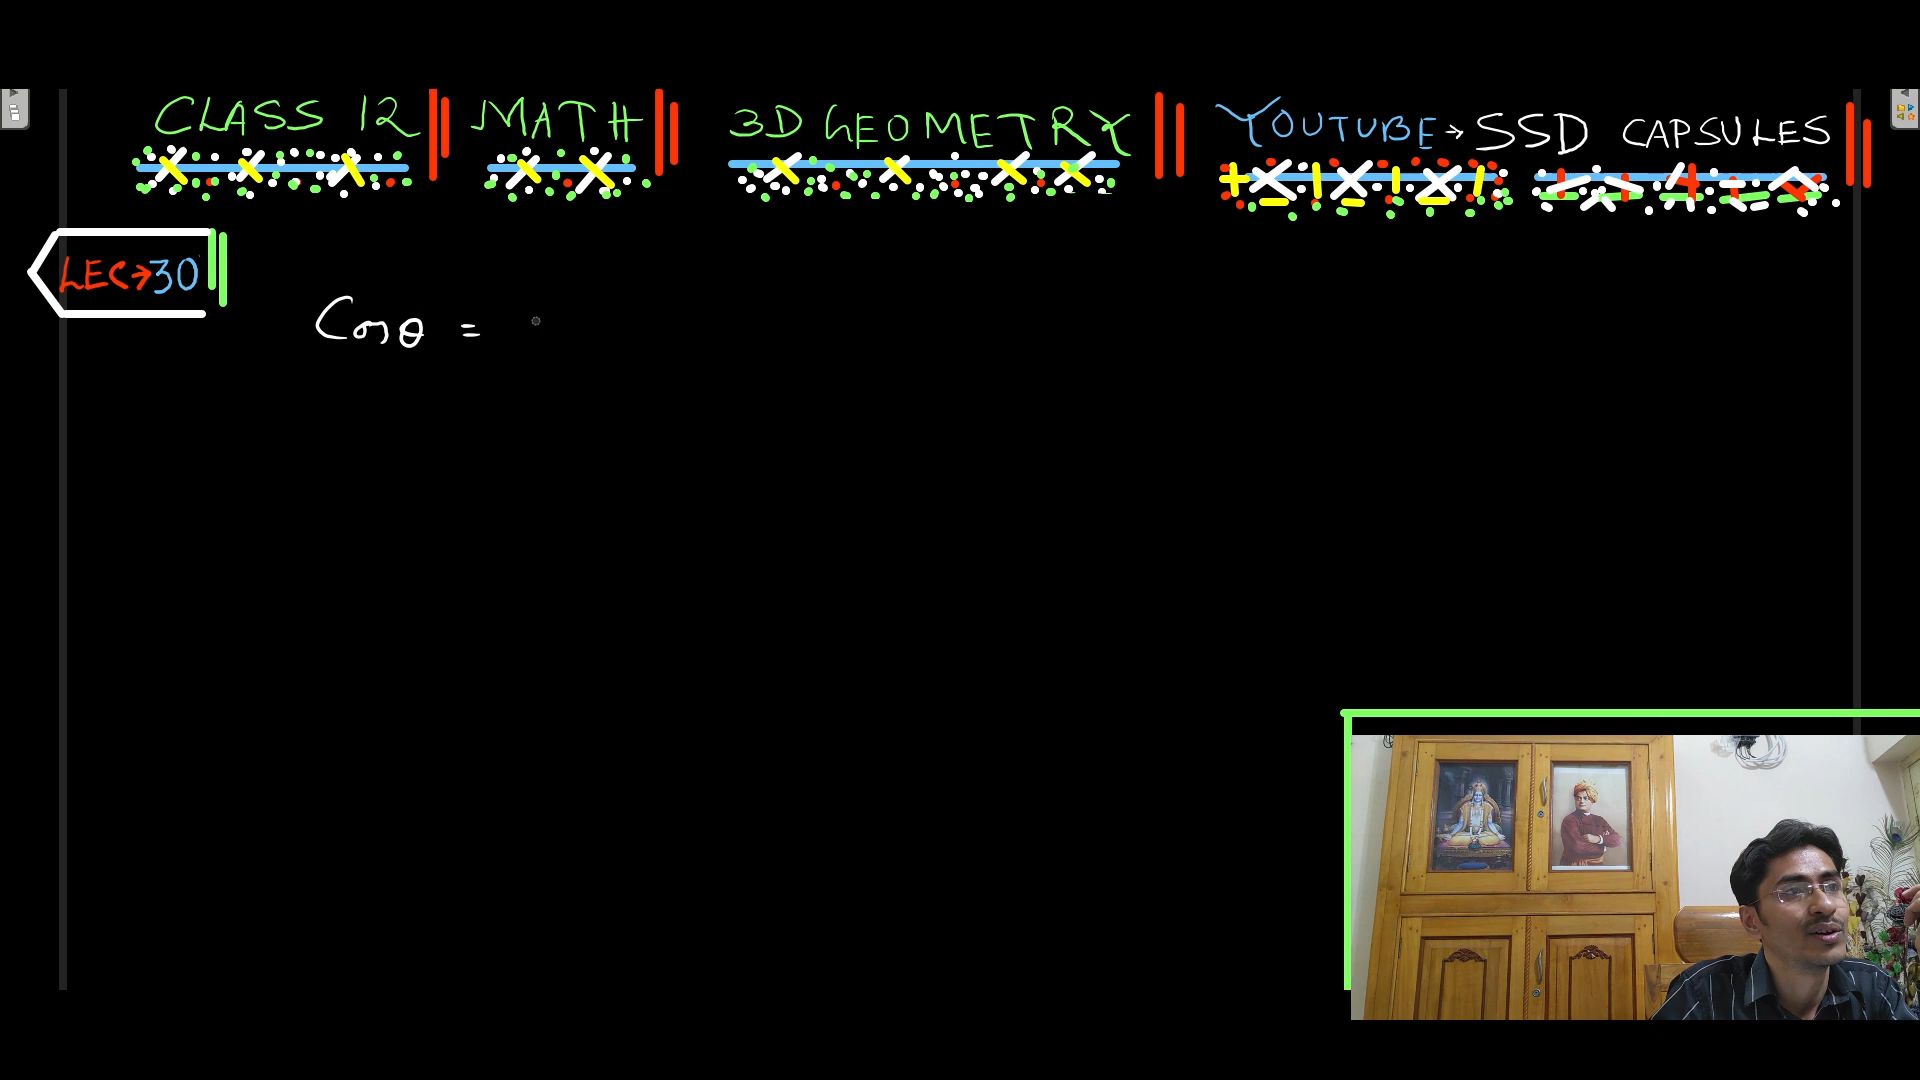 CLASS 12 MATH 3D GEOMETRY YOUTUBE → SSD CAPSULES
LEC→30
Cosθ =